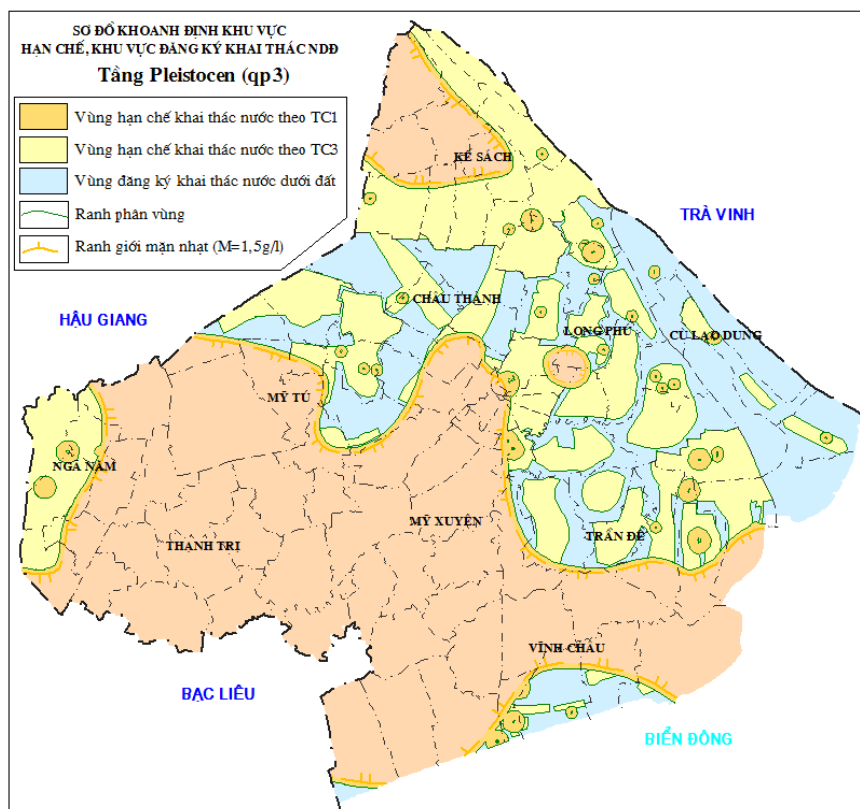 SƠ ĐỒ KHOANH ĐỊNH KHU VỰC
HẠN CHẾ, KHU VỰC ĐĂNG KÝ KHAI THÁC NDĐ
Tầng Pleistocen (qp3)
Vùng hạn chế khai thác nước theo TC1
Vùng hạn chế khai thác nước theo TC3
Vùng đăng ký khai thác nước dưới đất
Ranh phân vùng
Ranh giới mặn nhạt (M=1,5g/l)
KẾ SÁCH
TRÀ VINH
CHÂU THÀNH
HẬU GIANG
LONG PHÚ
CÙ LAO DUNG
MỸ TÚ
NGÃ NĂM
MỸ XUYÊN
THẠNH TRỊ
TRẦN ĐỀ
VĨNH CHÂU
BẠC LIÊU
BIỂN ĐÔNG